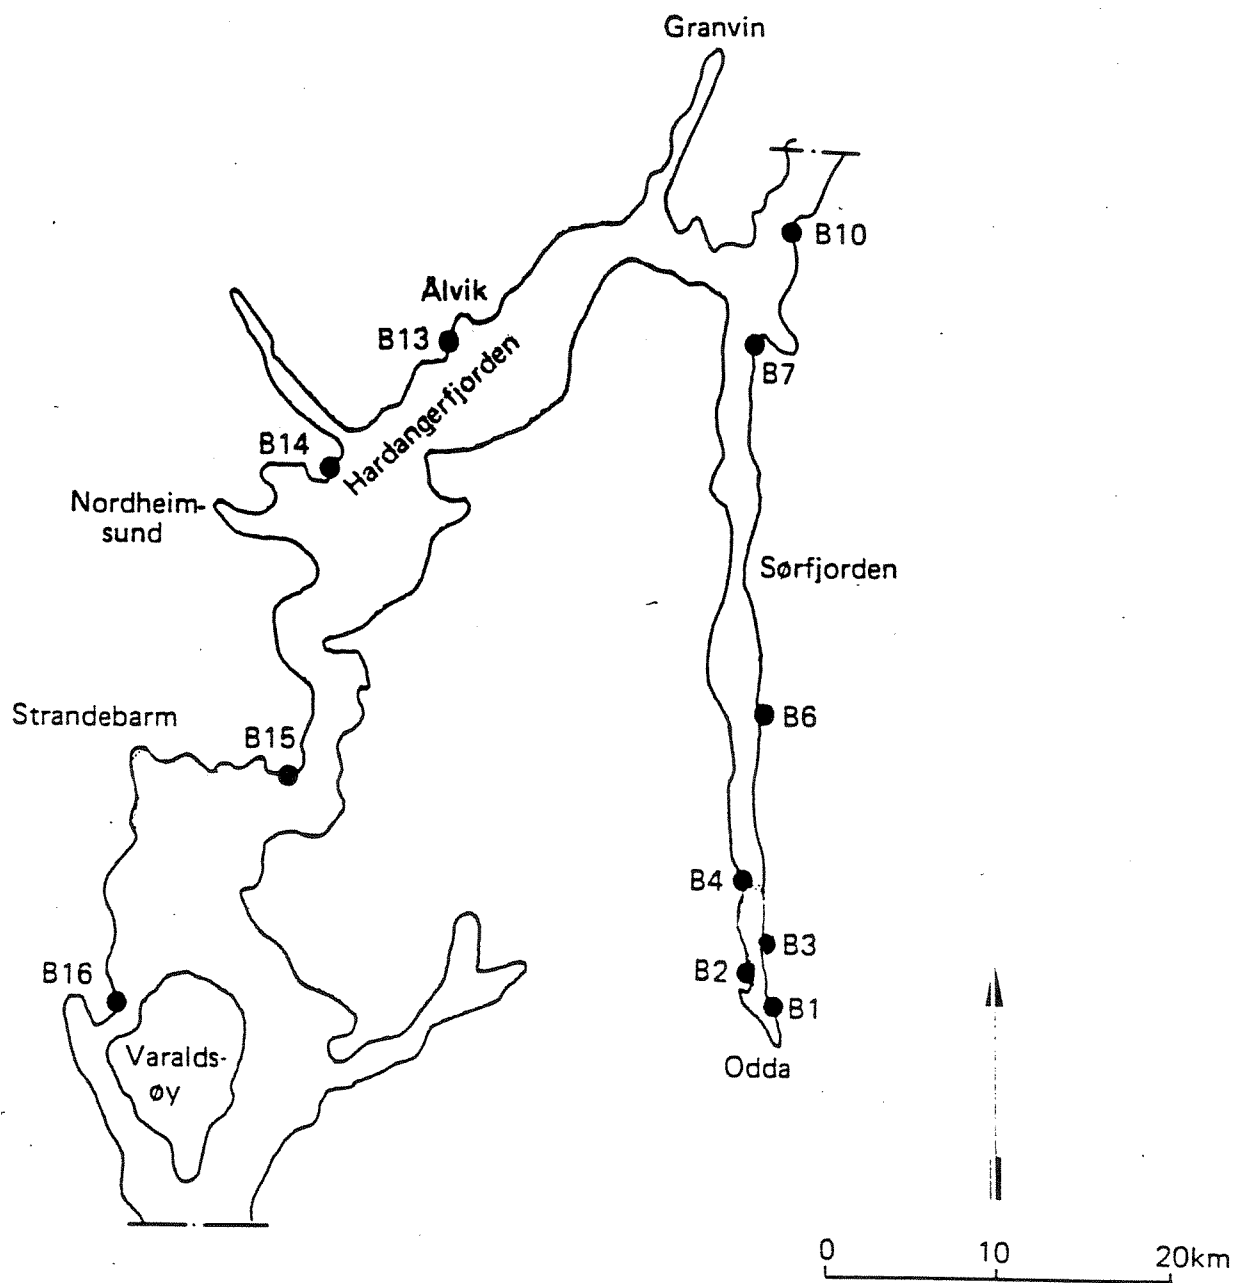 Granvin
B10
Ålvik
B13
B7
Hardangerfjorden
B14
Nordheim-
sund
Sørfjorden
Strandebarm
B15
B6
B4
B3
B2
B16
B1
Varalds-
øy
Odda
0 10 20km